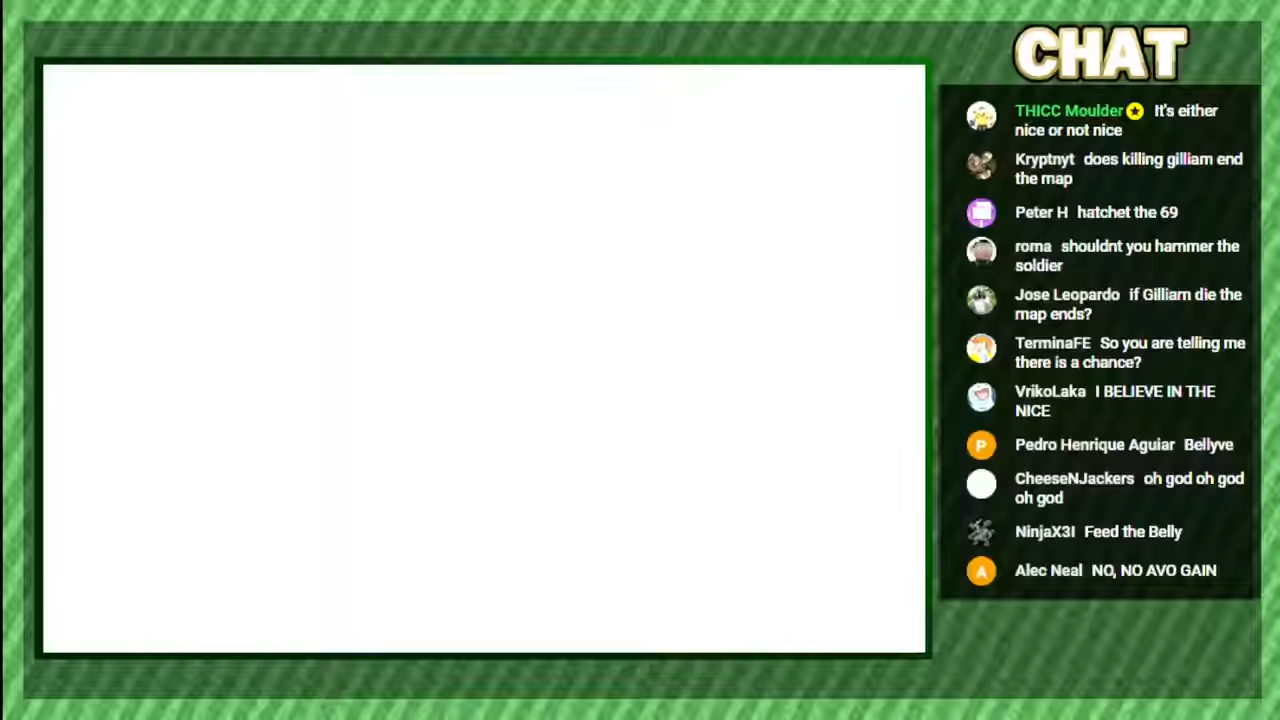 CHAT
THICC Moulder It's either
nice or not nice
Kryptnyt does killing gilliam end
the map
Peter H hatchet the 69
roma shouldnt you hammer the
soldier
Jose Leopardo if Gilliam die the
map ends?
TerminaFE So you are telling me
there is a chance?
VrikoLaka I BELIEVE IN THE
NICE
P Pedro Henrique Aguiar Bellyve
CheeseNJackers oh god oh god
oh god
NinjaX3I Feed the Belly
A Alec Neal NO, NO AVO GAIN